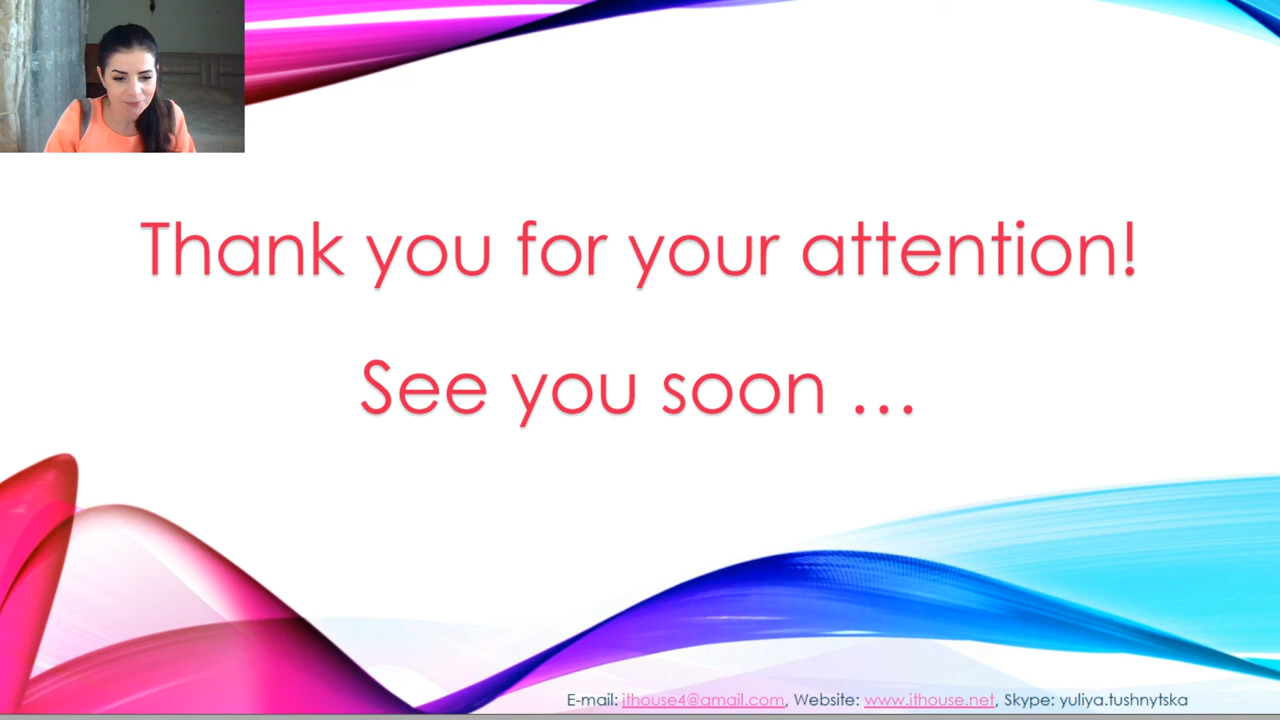 Thank you for your attention!
See you soon ...
E-mail: ithouse4@gmail.com, Website: www.ithouse.net, Skype: yuliya.tushnytska